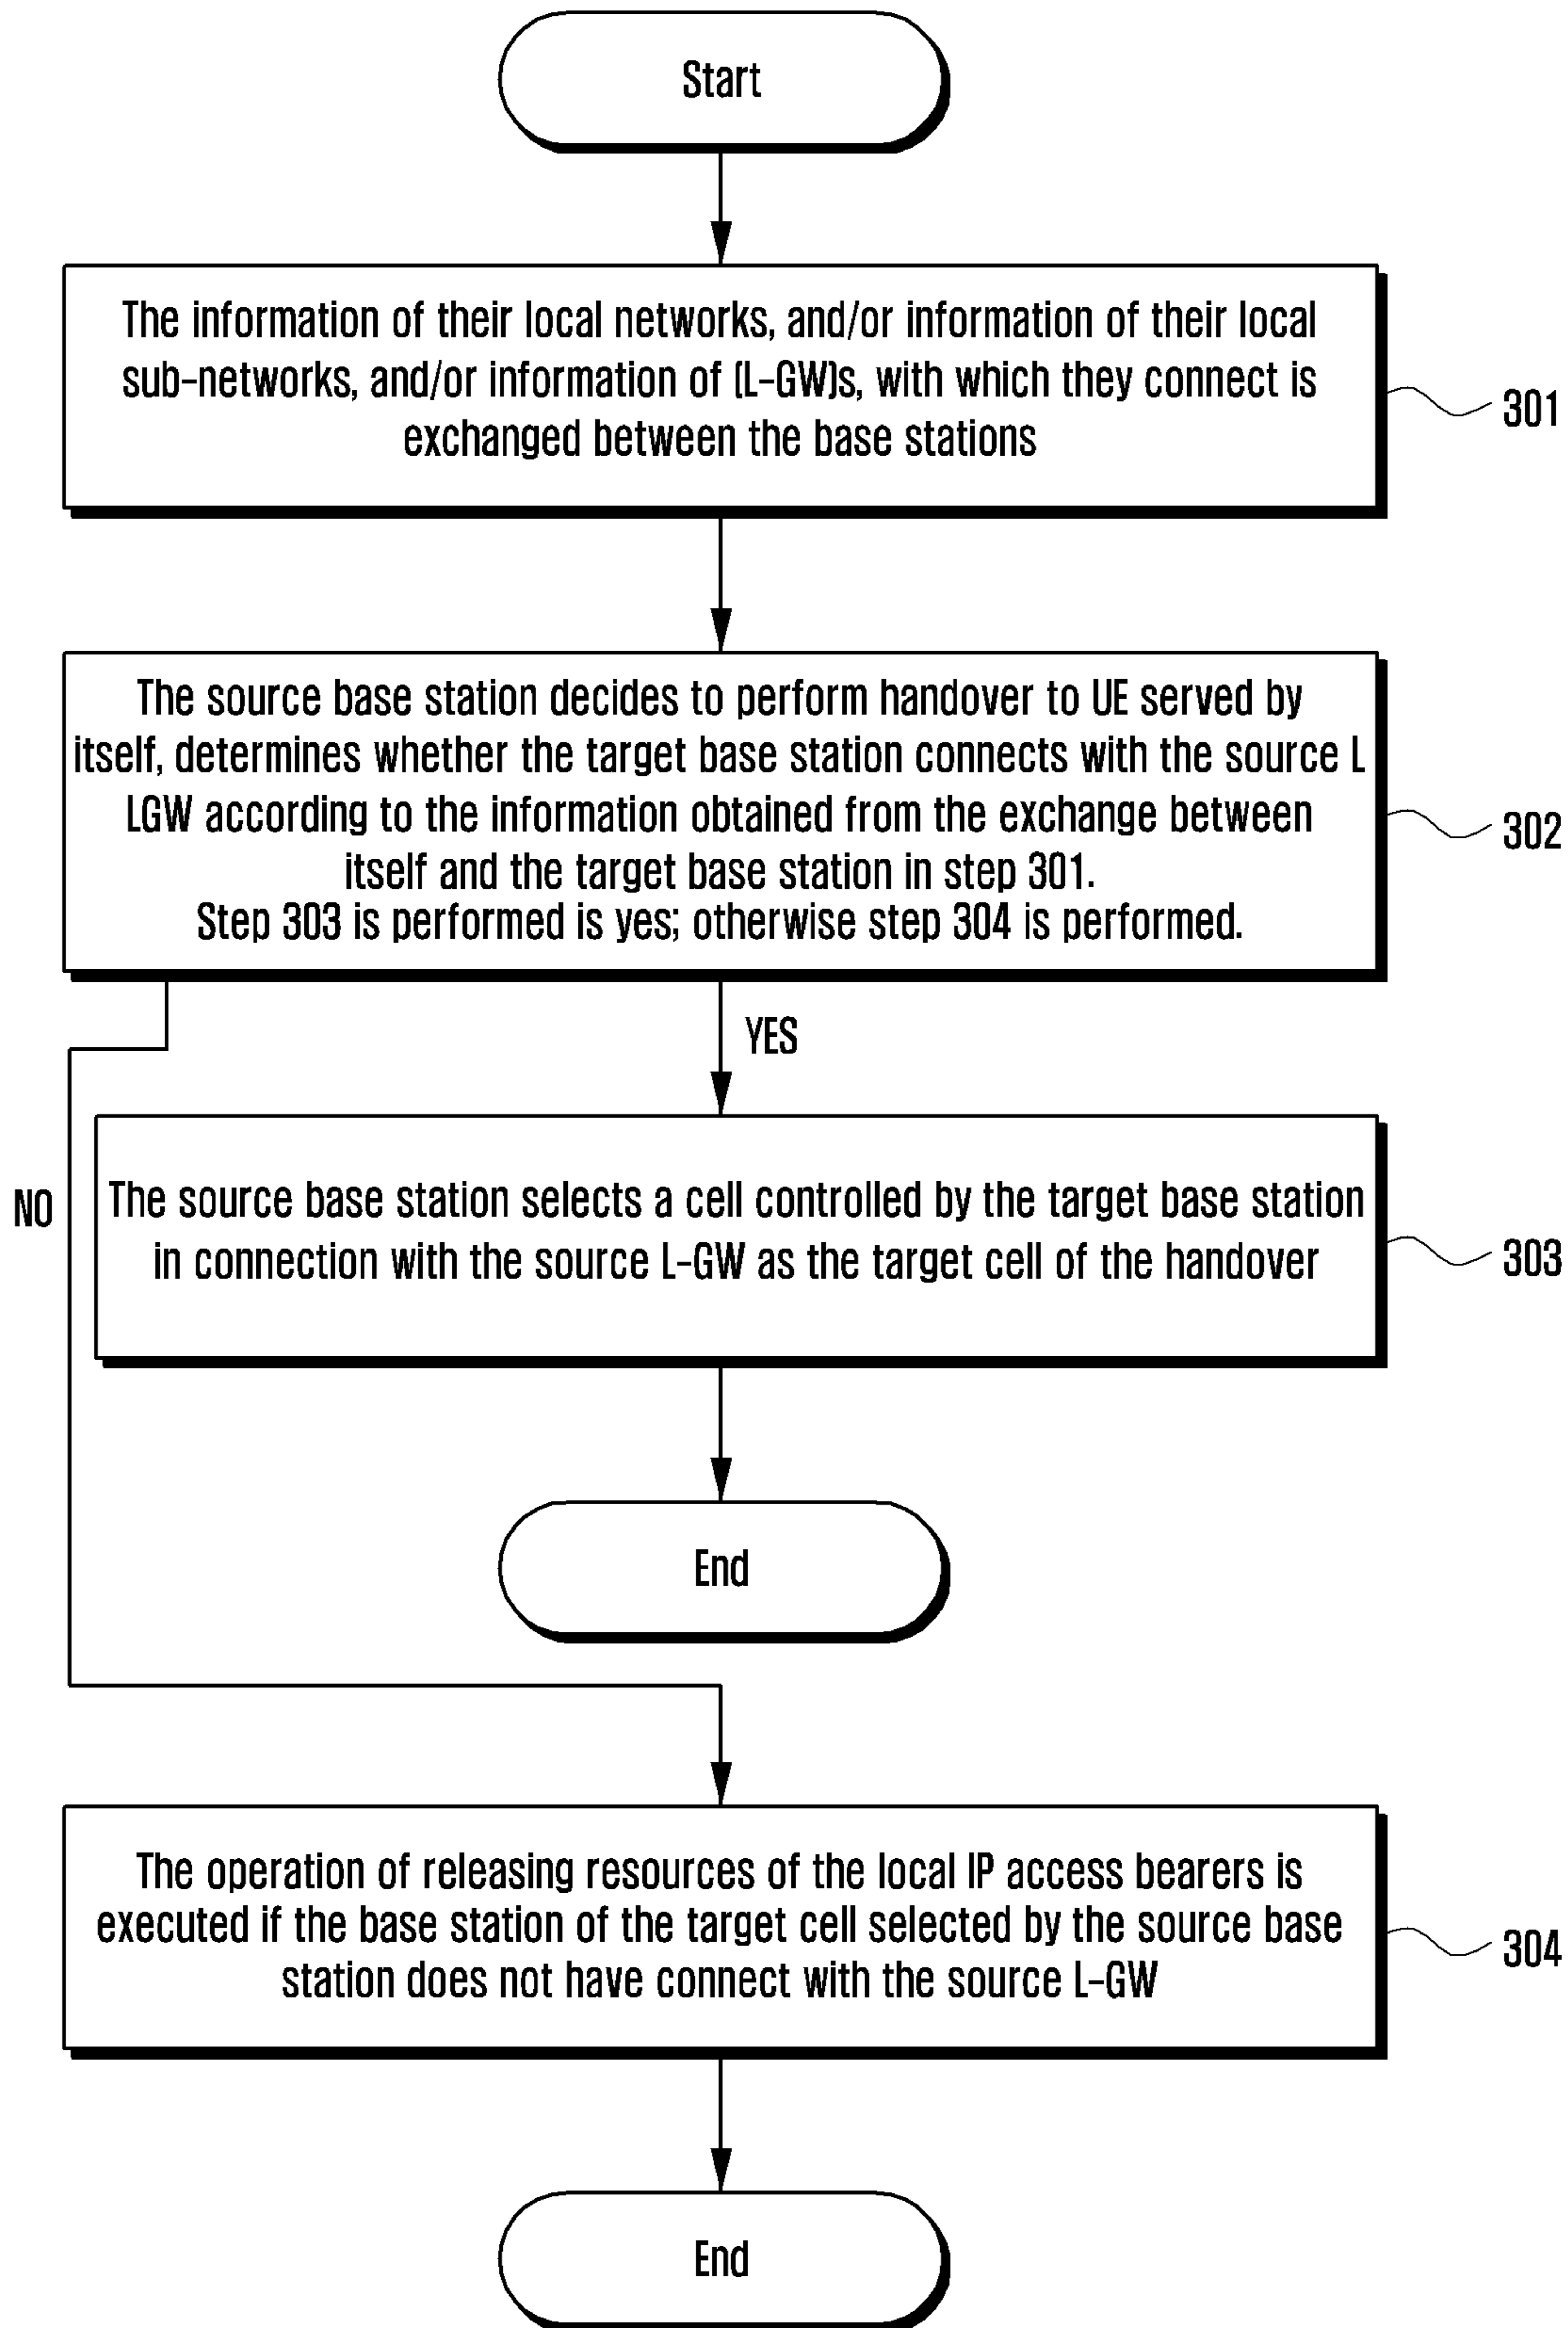 Start
The information of their local networks, and/or information of their local
sub-networks, and/or information of (L-GW)s, with which they connect is
exchanged between the base stations
301
The source base station decides to perform handover to UE served by
itself, determines whether the target base station connects with the source L
LGW according to the information obtained from the exchange between
itself and the target base station in step 301.
Step 303 is performed is yes; otherwise step 304 is performed.
302
YES
NO
The source base station selects a cell controlled by the target base station
in connection with the source L-GW as the target cell of the handover
303
End
The operation of releasing resources of the local IP access bearers is
executed if the base station of the target cell selected by the source base
station does not have connect with the source L-GW
304
End